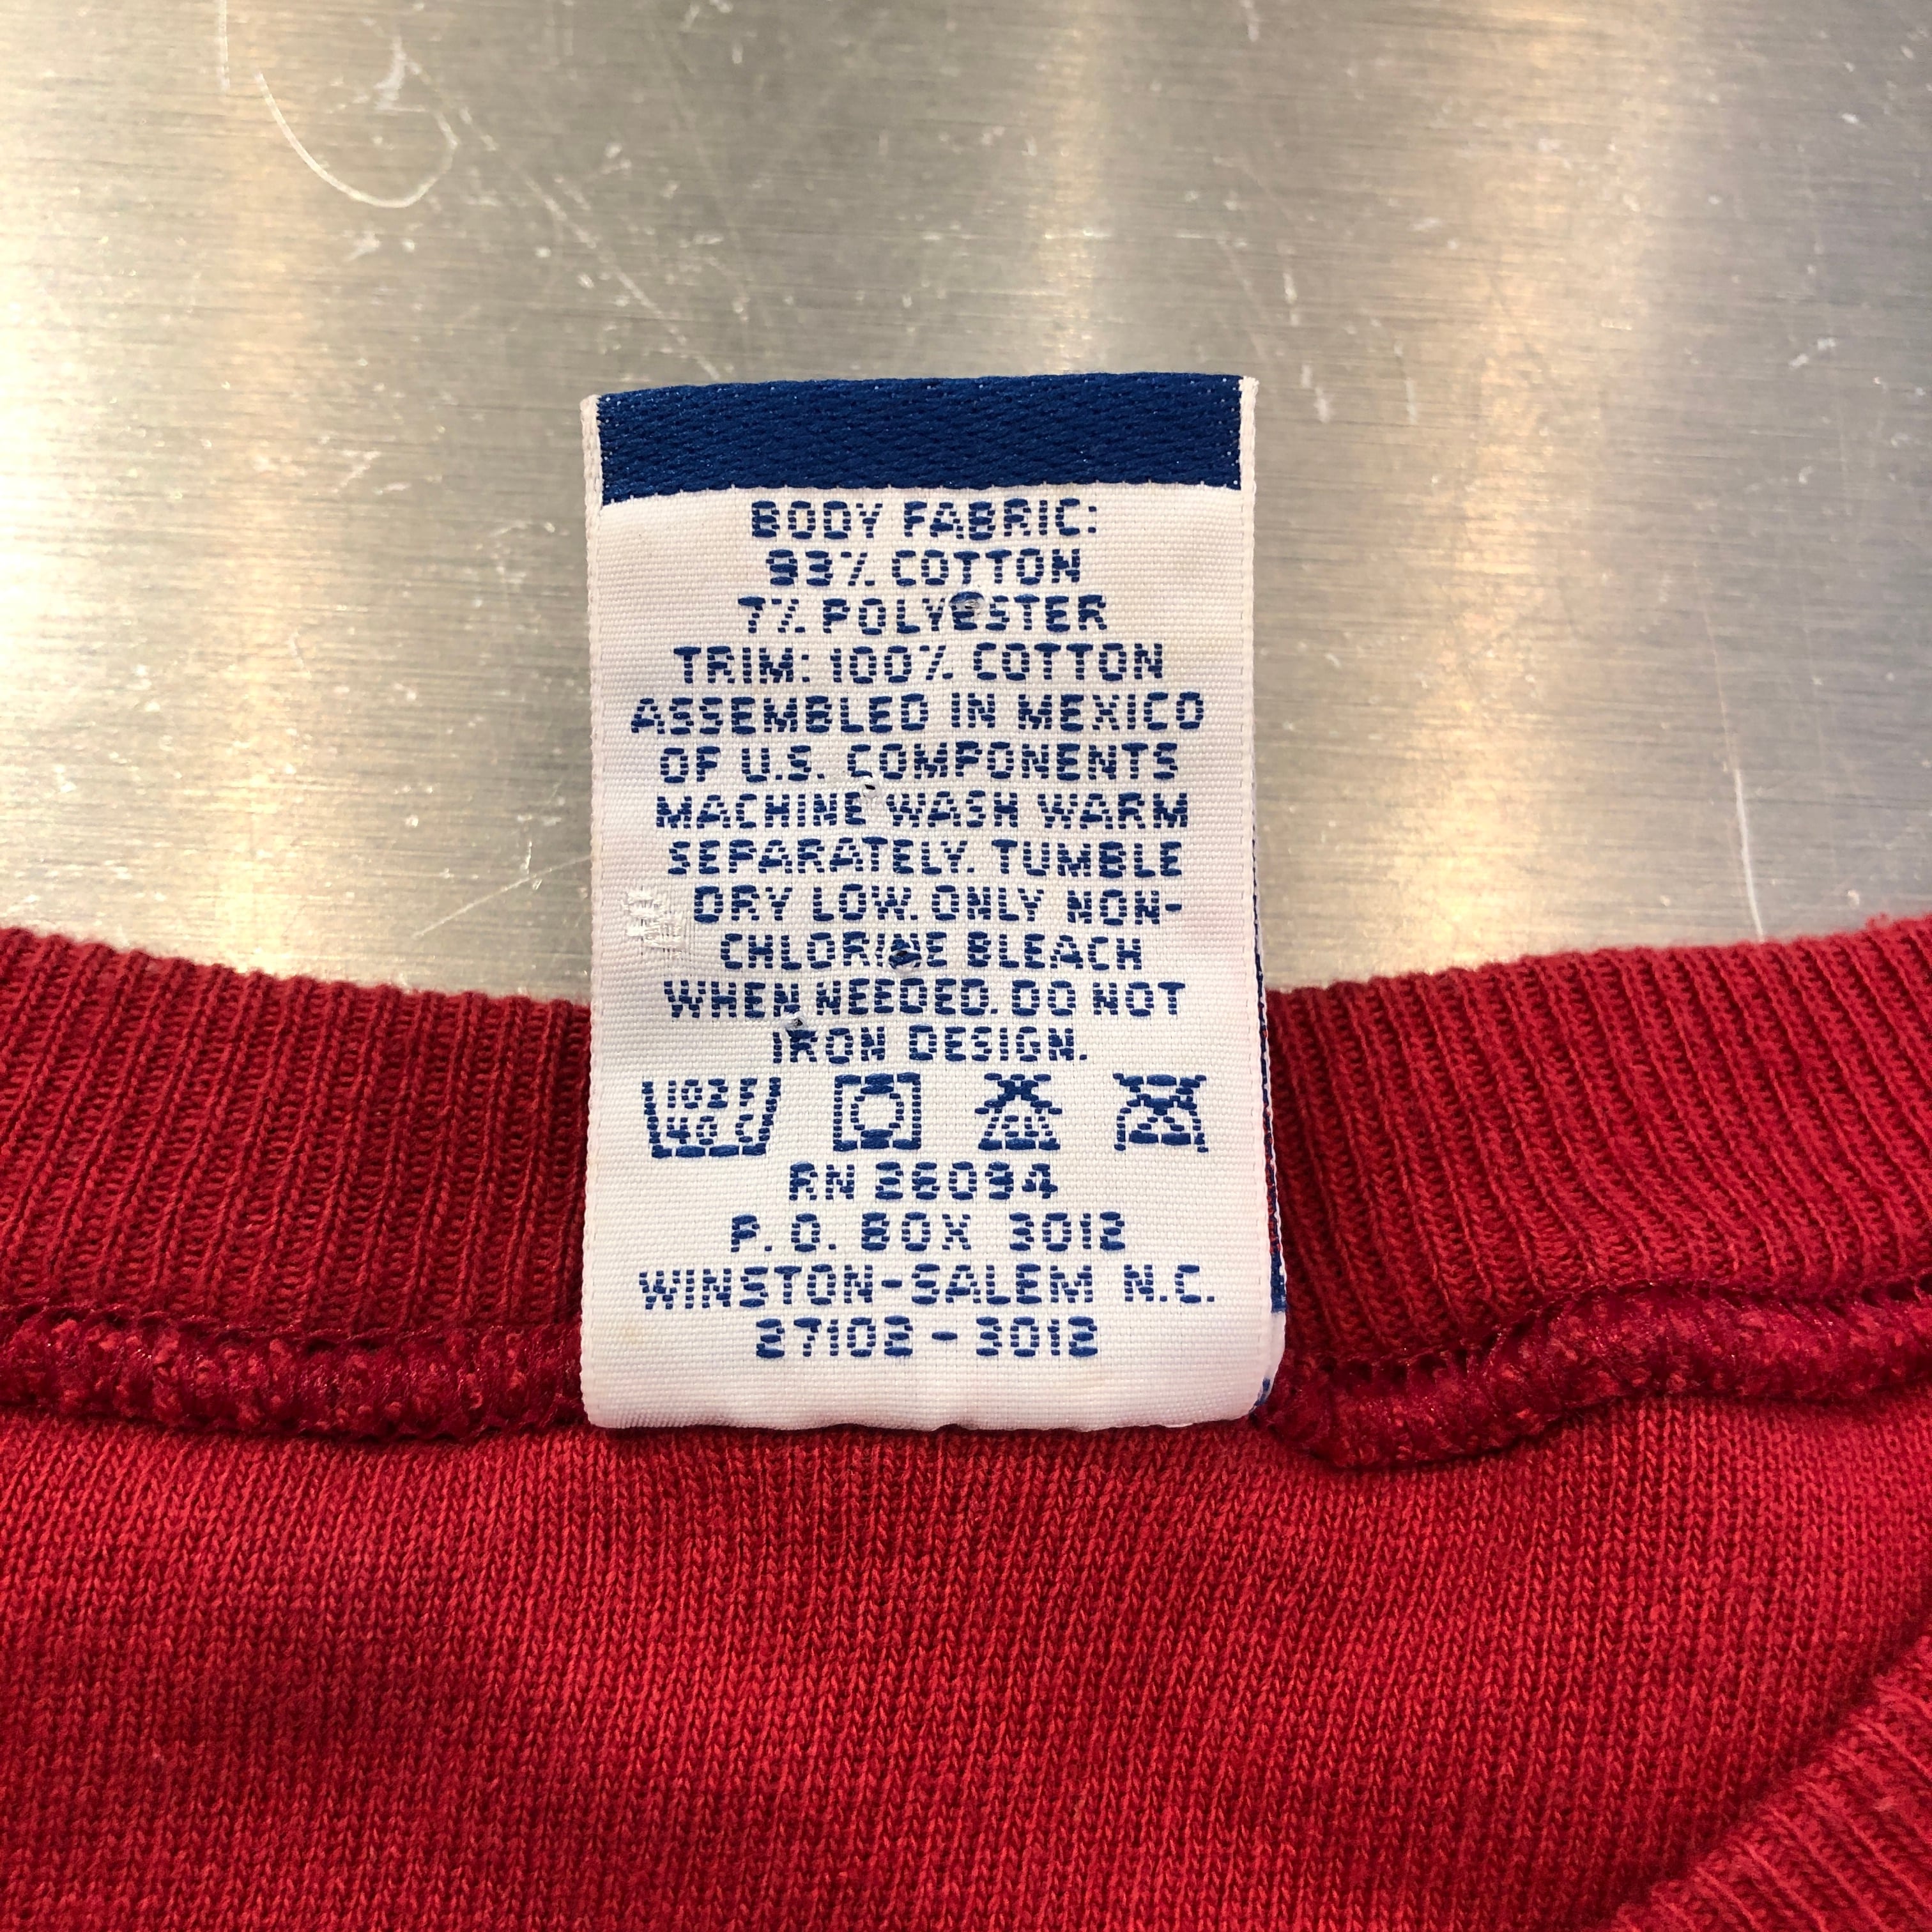 BODY FABRIC:
93% COTTON
7% POLYESTER
TRIM: 100% COTTON
ASSEMBLED IN MEXICO
OF U.S. COMPONENTS
MACHINE WASH WARM
SEPARATELY. TUMBLE
DRY LOW. ONLY NON-
CHLORINE BLEACH
WHEN NEEDED. DO NOT
IRON DESIGN.
102 F
40 C
RN 26094
P. O. BOX 3012
WINSTON-SALEM N.C.
27102 - 3012